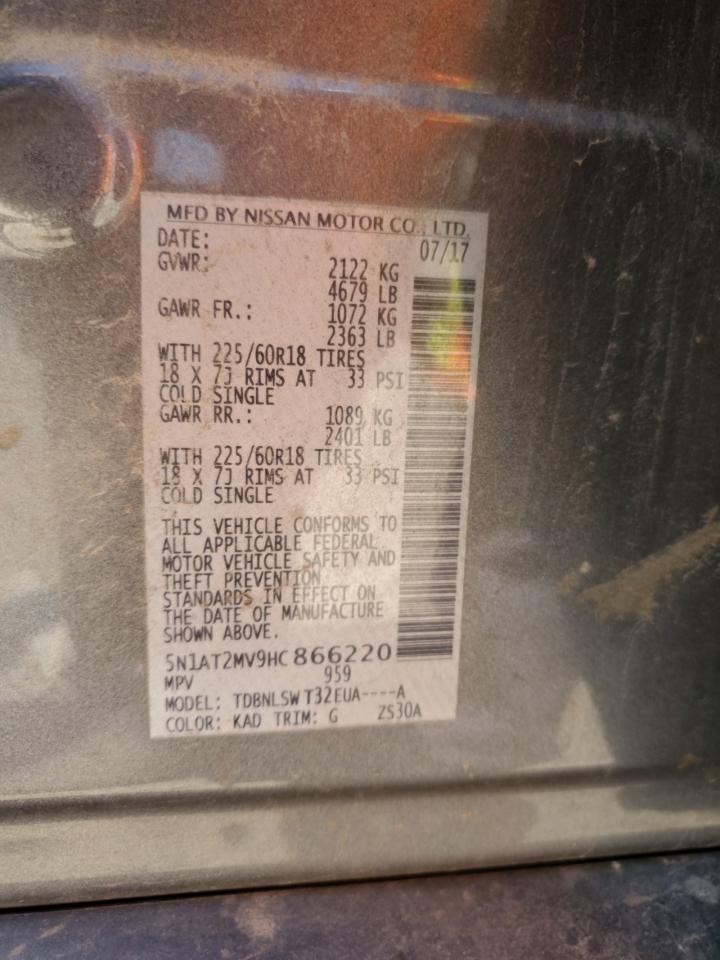 MFD BY NISSAN MOTOR CO., LTD.
DATE: 07/17
GVWR: 2122 KG
4679 LB
GAWR FR.: 1072 KG
2363 LB
WITH 225/60R18 TIRES
18 X 7J RIMS AT 33 PSI
COLD SINGLE
GAWR RR.: 1089 KG
2401 LB
WITH 225/60R18 TIRES
18 X 7J RIMS AT 33 PSI
COLD SINGLE
THIS VEHICLE CONFORMS TO
ALL APPLICABLE FEDERAL
MOTOR VEHICLE SAFETY AND
THEFT PREVENTION
STANDARDS IN EFFECT ON
THE DATE OF MANUFACTURE
SHOWN ABOVE.
5N1AT2MV9HC866220
MPV 959
MODEL: TDBNLSW T32EUA----A
COLOR: KAD TRIM: G ZS30A